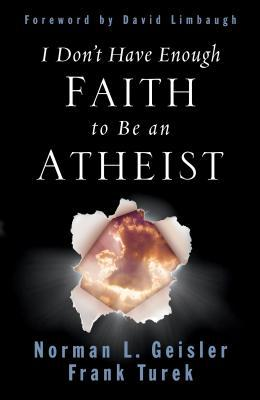 Foreword by David Limbaugh
I Don't Have Enough
FAITH
to Be an
ATHEIST
Norman L. Geisler
Frank Turek